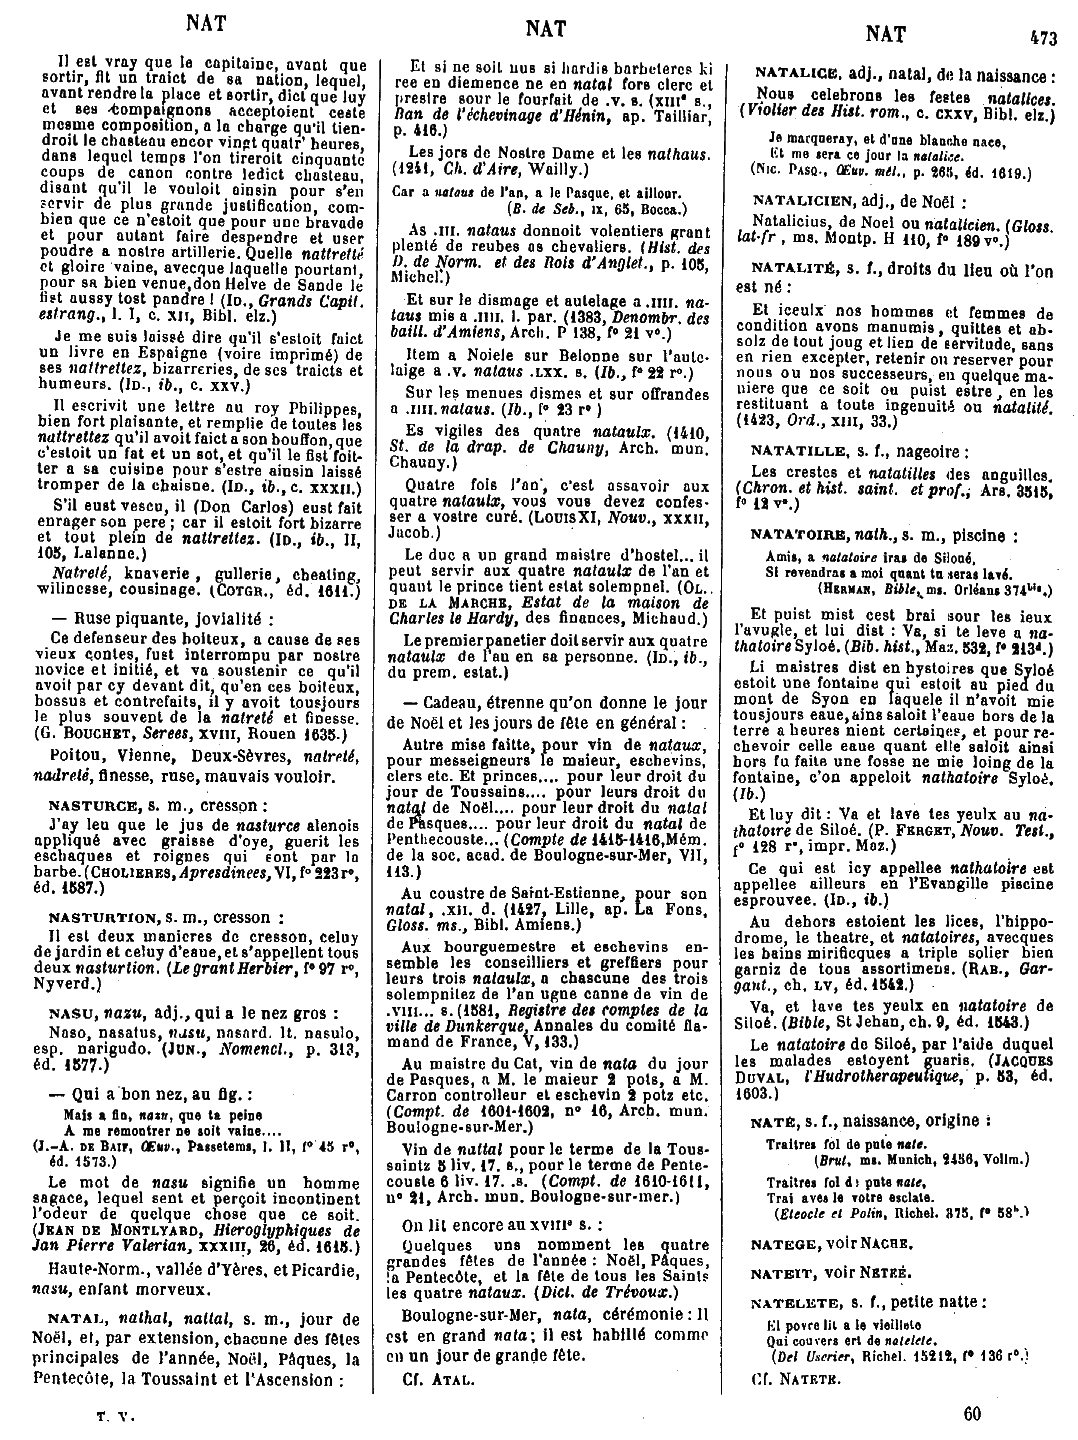 NAT
NAT
NAT
473
Il est vray que le capitaine, avant que
sortir, fit un traict de sa nation, lequel,
avant rendre la place et sortir, dict que luy
et ses compaignons acceptoient ceste
mesme composition, a la charge qu'il tien-
droit le chasteau encor vingt quatr' heures,
dans lequel temps l'on tireroit cinquante
coups de canon contre ledict chasteau,
disant qu'il le vouloit ainsin pour s'en
servir de plus grande justification, com-
bien que ce n'estoit que pour une bravade
et pour autant faire despendre et user
poudre a nostre artillerie. Quelle nattretté
et gloire vaine, avecque laquelle pourtant,
pour sa bien venue, don Helve de Sande le
fist aussy tost pandre ! (ID., Grands Capit.
estrang., l. I, c. XII, Bibl. elz.)
Je me suis laissé dire qu'il s'estoit faict
un livre en Espaigne (voire imprimé) de
ses nattrettez, bizarreries, de ses traicts et
humeurs. (ID., ib., c. XXV.)
Il escrivit une lettre au roy Philippes,
bien fort plaisante, et remplie de toutes les
nattrettez qu'il avoit faict a son bouffon, que
c'estoit un fat et un sot, et qu'il le fist foit-
ter a sa cuisine pour s'estre ainsin laissé
tromper de la chaisne. (ID., ib., c. XXXII.)
S'il eust vescu, il (Don Carlos) eust fait
enrager son pere ; car il estoit fort bizarre
et tout plein de nattrettez. (ID., ib., II,
105, Lalanne.)
Natreté, knaverie, gullerie, cheating,
wilinesse, cousinage. (COTGR., éd. 1611.)
— Ruse piquante, jovialité :
Ce defenseur des boiteux, a cause de ses
vieux contes, fust interrompu par nostre
novice et initié, et va soustenir ce qu'il
avoit par cy devant dit, qu'en ces boiteux,
bossus et contrefaits, il y avoit tousjours
le plus souvent de la natreté et finesse.
(G. BOUCHET, Serees, XVIII, Rouen 1635.)
Poitou, Vienne, Deux-Sèvres, natreté,
nadreté, finesse, ruse, mauvais vouloir.
NASTURCE, s. m., cresson :
J'ay leu que le jus de nasturce alenois
appliqué avec graisse d'oye, guerit les
eschaques et roignes qui sont par la
barbe. (CHOLIERES, Apresdinees, VI, f° 223 r°,
éd. 1587.)
NASTURTION, s. m., cresson :
Il est deux manieres de cresson, celuy
de jardin et celuy d'eaue, et s'appellent tous
deux nasturtion. (Le grant Herbier, f° 97 r°,
Nyverd.)
NASU, nazu, adj., qui a le nez gros :
Naso, nasatus, nasu, nasard. It. nasulo,
esp. narigudo. (JUN., Nomencl., p. 313,
éd. 1577.)
— Qui a bon nez, au fig. :
Mais a fin, nazu, que ta peine
A me remontrer ne soit vaine....
(J.-A. DE BAIF, Œuv., Passetems, l. II, f° 45 r°,
éd. 1573.)
Le mot de nasu signifie un homme
sagace, lequel sent et perçoit incontinent
l'odeur de quelque chose que ce soit.
(JEAN DE MONTLYARD, Hieroglyphiques de
Jan Pierre Valerian, XXXIII, 26, éd. 1615.)
Haute-Norm., vallée d'Yères, et Picardie,
nasu, enfant morveux.
NATAL, nathal, nattal, s. m., jour de
Noël, et, par extension, chacune des fêtes
principales de l'année, Noël, Pâques, la
Pentecôte, la Toussaint et l'Ascension :
T. V.
Et si ne soit nus si hardis barbeteres ki
ree en diemence ne en natal fors clerc et
prestre sour le fourfait de .v. s. (XIIIe s.,
Ban de l'échevinage d'Hénin, ap. Tailliar,
p. 416.)
Les jors de Nostre Dame et les nathaus.
(1241, Ch. d'Aire, Wailly.)
Car a nataus de l'an, a le Pasque, et aillour.
(B. de Seb., IX, 65, Bocca.)
As .III. nataus donnoit volentiers grant
plenté de reubes as chevaliers. (Hist. des
D. de Norm. et des Rois d'Anglet., p. 105,
Michel.)
Et sur le dismage et autelage a .IIII. na-
taus mis a .IIII. l. par. (1383, Denombr. des
baill. d'Amiens, Arch. P 138, f° 21 v°.)
Item a Noiele sur Belonne sur l'aute-
laige a .v. nataus .LXX. s. (Ib., f° 22 r°.)
Sur les menues dismes et sur offrandes
a .IIII. nataus. (Ib., f° 23 r°)
Es vigiles des quatre nataulx. (1410,
St. de la drap. de Chauny, Arch. mun.
Chauny.)
Quatre fois l'an, c'est assavoir aux
quatre nataulx, vous vous devez confes-
ser a vostre curé. (LOUIS XI, Nouv., XXXII,
Jacob.)
Le duc a un grand maistre d'hostel... il
peut servir aux quatre nataulx de l'an et
quant le prince tient estat solempnel. (OL.
DE LA MARCHE, Estat de la maison de
Charles le Hardy, des finances, Michaud.)
Le premier panetier doit servir aux quatre
nataulx de l'an en sa personne. (ID., ib.,
du prem. estat.)
— Cadeau, étrenne qu'on donne le jour
de Noël et les jours de fête en général :
Autre mise faitte, pour vin de nataux,
pour messeigneurs le maieur, eschevins,
clers etc. Et princes.... pour leur droit du
jour de Toussains.... pour leurs droit du
natal de Noël.... pour leur droit du natal
de Pasques.... pour leur droit du natal de
Penthecouste... (Compte de 1415-1416, Mém.
de la soc. acad. de Boulogne-sur-Mer, VII,
113.)
Au coustre de Saint-Estienne, pour son
natal, .XII. d. (1427, Lille, ap. La Fons,
Gloss. ms., Bibl. Amiens.)
Aux bourguemestre et eschevins en-
semble les conseilliers et greffiers pour
leurs trois nataulx, a chascune des trois
solempnitez de l'an ugne canne de vin de
.VIII... s. (1581, Registre des comptes de la
ville de Dunkerque, Annales du comité fla-
mand de France, V, 133.)
Au maistre du Cat, vin de nata du jour
de Pasques, a M. le maieur 2 pots, a M.
Carron controlleur et eschevin 2 potz etc.
(Compt. de 1601-1602, n° 16, Arch. mun.
Boulogne-sur-Mer.)
Vin de nattal pour le terme de la Tous-
saintz 5 liv. 17. s., pour le terme de Pente-
couste 6 liv. 17. .s. (Compt. de 1610-1611,
n° 21, Arch. mun. Boulogne-sur-mer.)
On lit encore au XVIIIe s. :
Quelques uns nomment les quatre
grandes fêtes de l'année : Noël, Pâques,
la Pentecôte, et la fête de tous les Saints
les quatre nataux. (Dict. de Trévoux.)
Boulogne-sur-Mer, nata, cérémonie : Il
est en grand nata ; il est habillé comme
en un jour de grande fête.
Cf. ATAL.
NATALICE, adj., natal, de la naissance :
Nous celebrons les festes natalices.
(Violier des Hist. rom., c. CXXV, Bibl. elz.)
Je macqueray, et d'une blanche nace,
Et me sera ce jour la natalice.
(NIC. PASQ., Œuv. mél., p. 265, éd. 1619.)
NATALICIEN, adj., de Noël :
Natalicius, de Noel ou natalicien. (Gloss.
lat-fr, ms. Montp. H 110, f° 189 v°.)
NATALITÉ, s. f., droits du lieu où l'on
est né :
Et iceulx nos hommes et femmes de
condition avons manumis, quittes et ab-
solz de tout joug et lien de servitude, sans
en rien excepter, retenir ou reserver pour
nous ou nos successeurs, en quelque ma-
niere que ce soit ou puist estre, en les
restituant a toute ingenuité ou natalité.
(1423, Ord., XIII, 33.)
NATATILLE, s. f., nageoire :
Les crestes et natatilles des anguilles.
(Chron. et hist. saint. et prof., Ars. 3515,
f° 12 v°.)
NATATOIRE, nath., s. m., piscine :
Amis, a natatoire iras de Siloué,
Si revendras a moi quant tu seras lavé.
(HERMAN, Bible, ms. Orléans 374bis.)
Et puist mist cest brai sour les ieux
l'avugle, et lui dist : Va, si te leve a na-
thatoire Syloé. (Bib. hist., Maz. 532, f° 213d.)
Li maistres dist en hystoires que Syloé
estoit une fontaine qui estoit au pied du
mont de Syon en laquele il n'avoit mie
tousjours eaue, ains saloit l'eaue hors de la
terre a heures nient certaines, et pour re-
chevoir celle eaue quant elle saloit ainsi
hors fu faite une fosse ne mie loing de la
fontaine, c'on appeloit nathatoire Syloé.
(Ib.)
Et luy dit : Va et lave tes yeulx au na-
thatoire de Siloé. (P. FERGET, Nouv. Test.,
f° 128 r°, impr. Maz.)
Ce qui est icy appellee nathatoire est
appellee ailleurs en l'Evangille piscine
esprouvee. (ID., ib.)
Au dehors estoient les lices, l'hippo-
drome, le theatre, et natatoires, avecques
les bains mirificques a triple solier bien
garniz de tous assortimens. (RAB., Gar-
gant., ch. LV, éd. 1542.)
Va, et lave tes yeulx en natatoire de
Siloé. (Bible, St Jehan, ch. 9, éd. 1543.)
Le natatoire de Siloé, par l'aide duquel
les malades estoyent guaris. (JACQUES
DUVAL, l'Hudrotherapeutique, p. 53, éd.
1603.)
NATE, s. f., naissance, origine :
Traitres fol de pute nate.
(Brut, ms. Munich, 2456, Vollm.)
Traitres fol de pute nate,
Trai aves le votre esclate.
(Eteocle et Polin, Richel. 375, f° 58b.)
NATEGE, voir NACHE.
NATEIT, voir NETEÉ.
NATELETE, s. f., petite natte :
El povre lit a le vieillete
Qui couvers ert de natelete.
(Del Userier, Richel. 15212, f° 136 r°.)
Cf. NATETE.
60